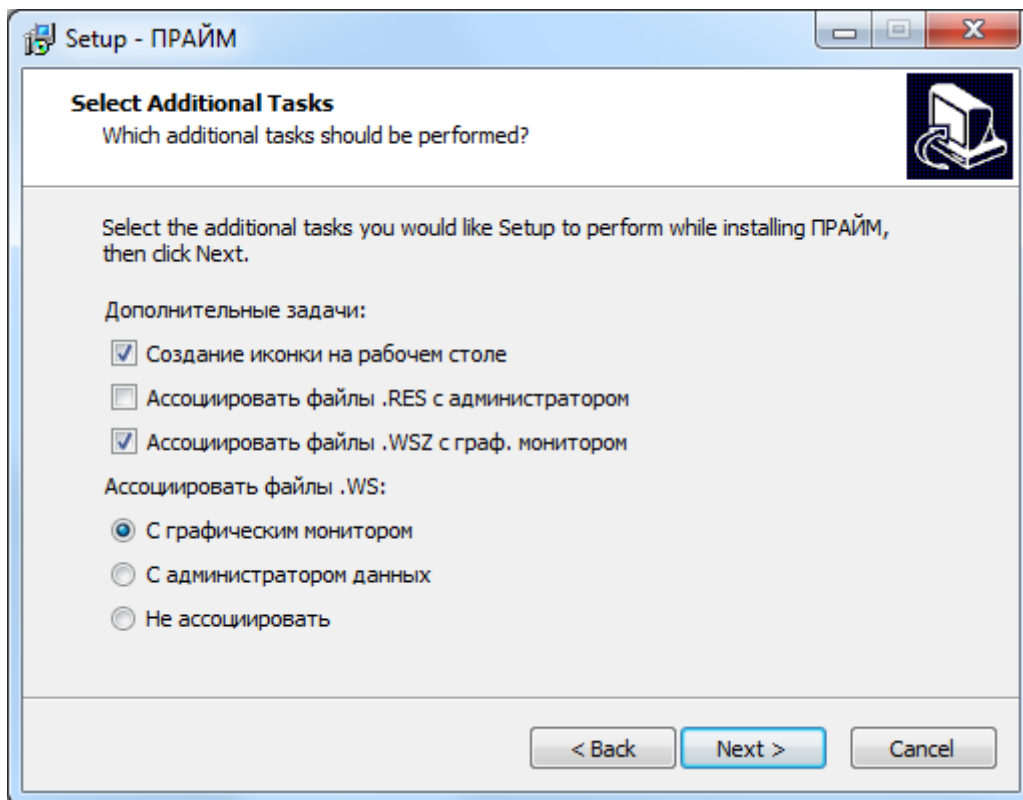 Setup - ПРАЙМ
Select Additional Tasks
Which additional tasks should be performed?
Select the additional tasks you would like Setup to perform while installing ПРАЙМ,
then click Next.
Дополнительные задачи:
Создание иконки на рабочем столе
Ассоциировать файлы .RES с администратором
Ассоциировать файлы .WSZ с граф. монитором
Ассоциировать файлы .WS:
С графическим монитором
С администратором данных
Не ассоциировать
< Back Next > Cancel